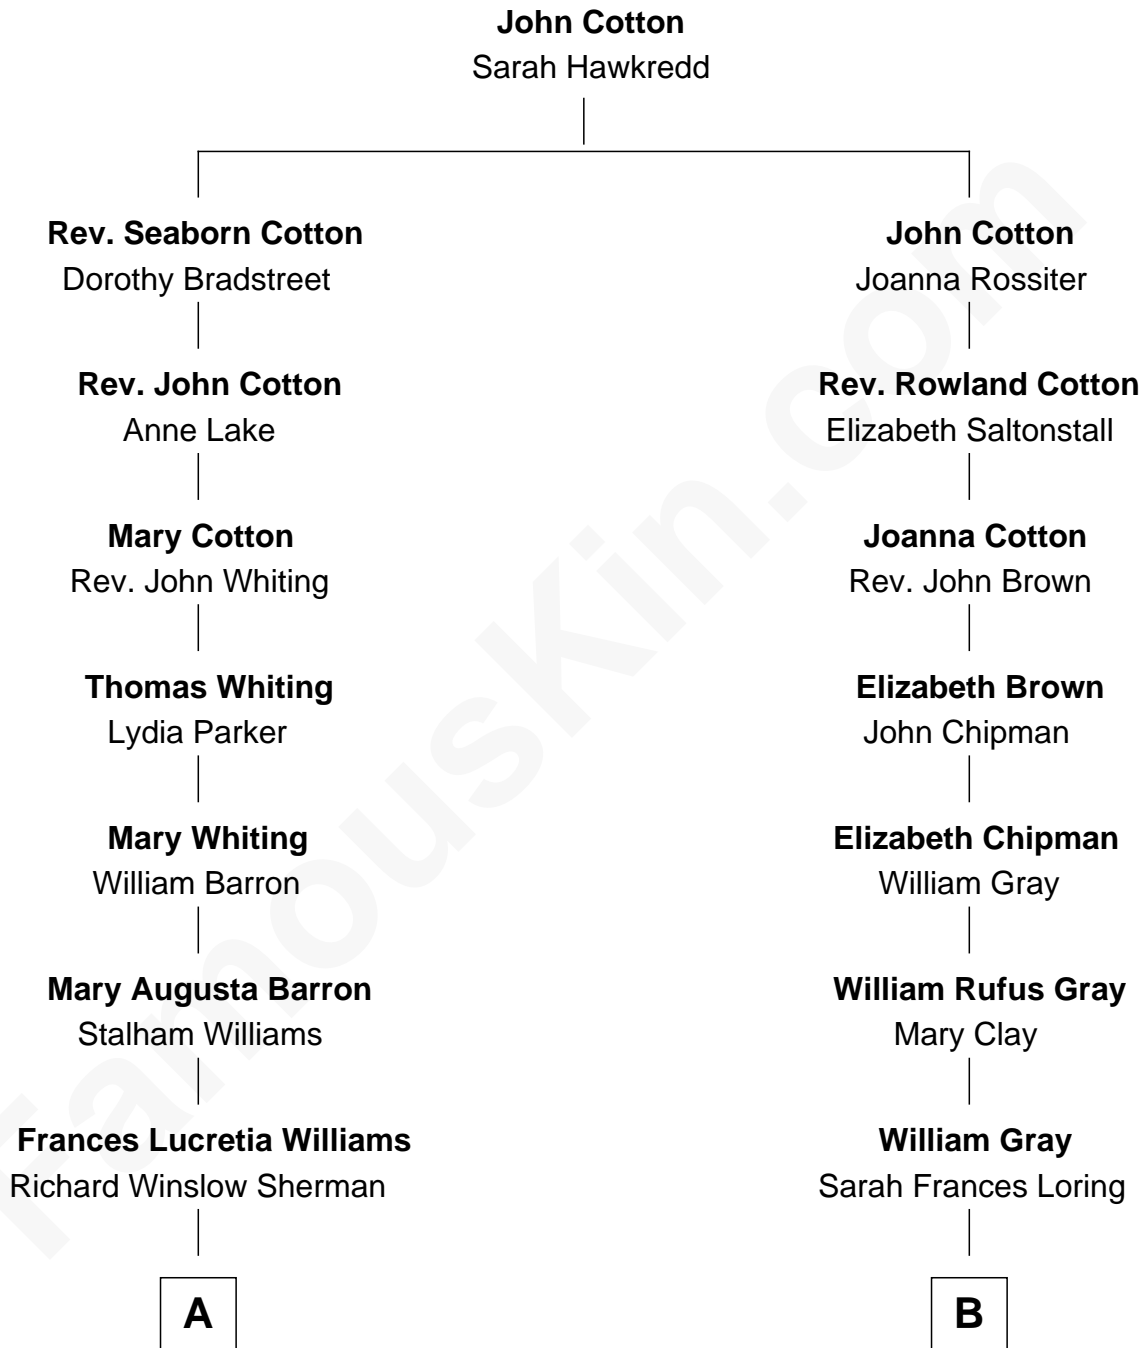 John Cotton
Sarah Hawkredd
Rev. Seaborn Cotton
Dorothy Bradstreet
Rev. John Cotton
Anne Lake
Mary Cotton
Rev. John Whiting
Thomas Whiting
Lydia Parker
Mary Whiting
William Barron
Mary Augusta Barron
Stalham Williams
Frances Lucretia Williams
Richard Winslow Sherman
A
John Cotton
Joanna Rossiter
Rev. Rowland Cotton
Elizabeth Saltonstall
Joanna Cotton
Rev. John Brown
Elizabeth Brown
John Chipman
Elizabeth Chipman
William Gray
William Rufus Gray
Mary Clay
William Gray
Sarah Frances Loring
B
FamousKin.com